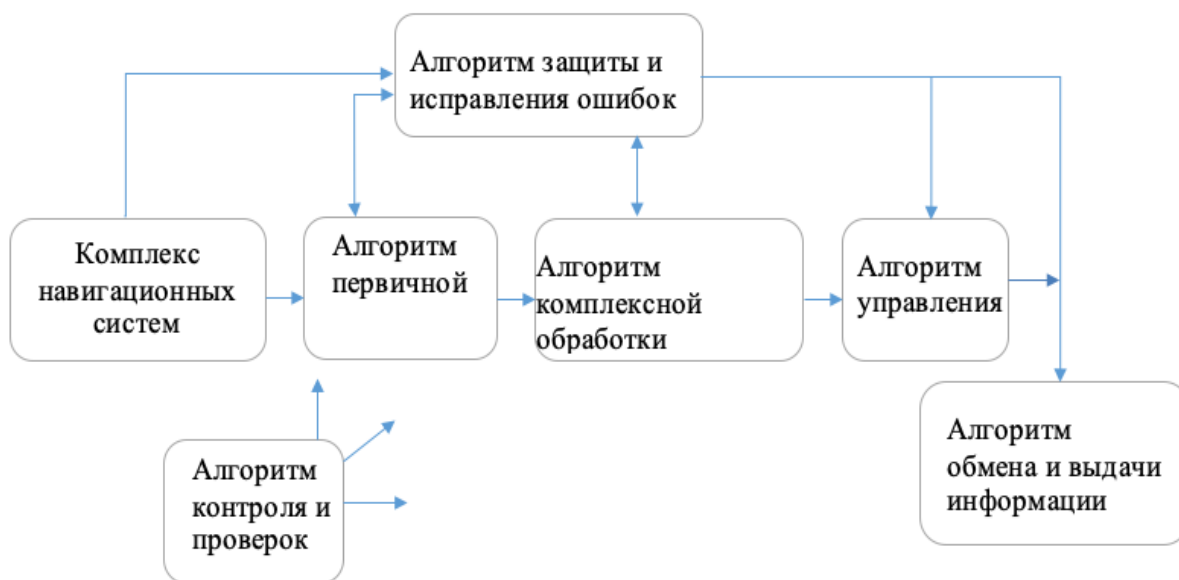 Алгоритм защиты и
исправления ошибок
Комплекс
навигационных
систем
Алгоритм
первичной
Алгоритм
комплексной
обработки
Алгоритм
управления
Алгоритм
контроля и
проверок
Алгоритм
обмена и выдачи
информации